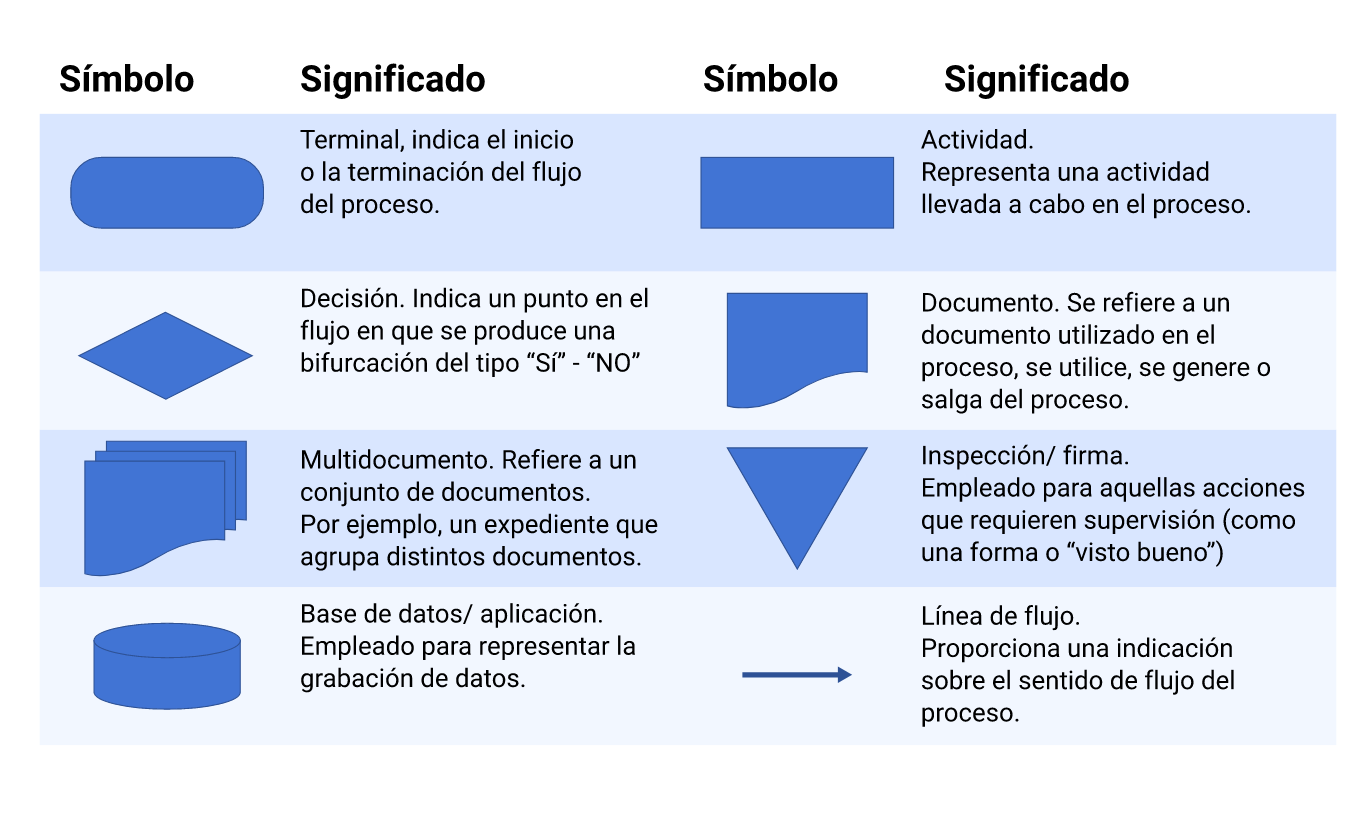 Símbolo
Significado
Símbolo
Significado
Terminal, indica el inicio
o la terminación del flujo
del proceso.
Actividad.
Representa una actividad
llevada a cabo en el proceso.
Decisión. Indica un punto en el
flujo en que se produce una
bifurcación del tipo “Sí” - “NO”
Documento. Se refiere a un
documento utilizado en el
proceso, se utilice, se genere o
salga del proceso.
Multidocumento. Refiere a un
conjunto de documentos.
Por ejemplo, un expediente que
agrupa distintos documentos.
Inspección/ firma.
Empleado para aquellas acciones
que requieren supervisión (como
una forma o “visto bueno”)
Base de datos/ aplicación.
Empleado para representar la
grabación de datos.
Línea de flujo.
Proporciona una indicación
sobre el sentido de flujo del
proceso.